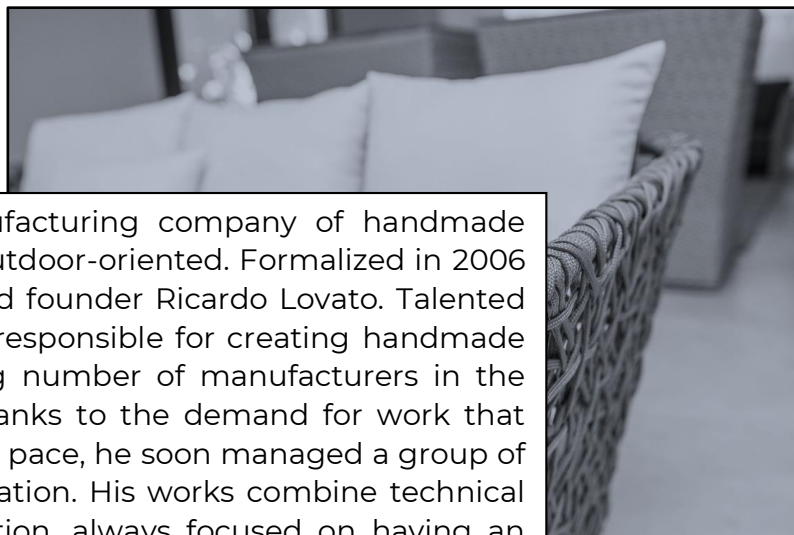 ufacturing company of handmade
utdoor-oriented. Formalized in 2006
d founder Ricardo Lovato. Talented
responsible for creating handmade
g number of manufacturers in the
anks to the demand for work that
pace, he soon managed a group of
ation. His works combine technical
tion, always focused on having an